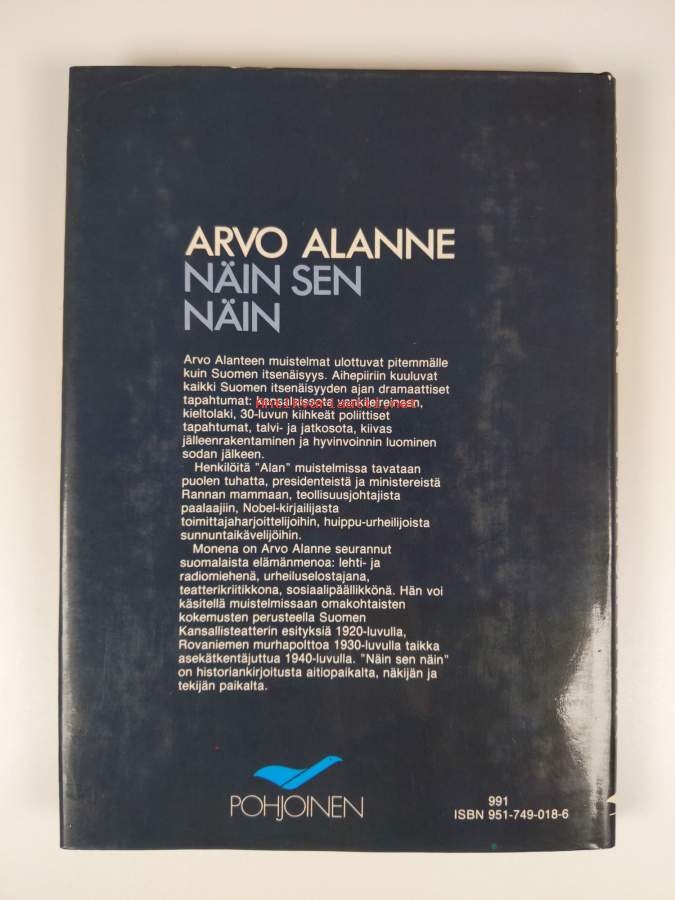 ARVO ALANNE
NÄIN SEN
NÄIN
Arvo Alanteen muistelmat ulottuvat pitemmälle
kuin Suomen itsenäisyys. Aihepiiriin kuuluvat
kaikki Suomen itsenäisyyden ajan dramaattiset
tapahtumat: kansalaissota vankileireineen,
kieltolaki, 30-luvun kiihkeät poliittiset
tapahtumat, talvi- ja jatkosota, kiivas
jälleenrakentaminen ja hyvinvoinnin luominen
sodan jälkeen.
Henkilöitä "Alan" muistelmissa tavataan
puolen tuhatta, presidenteistä ja ministereistä
Rannan mammaan, teollisuusjohtajista
paalaajiin, Nobel-kirjailijasta
toimittajaharjoittelijoihin, huippu-urheilijoista
sunnuntaikävelijöihin.
Monena on Arvo Alanne seurannut
suomalaista elämänmenoa: lehti- ja
radiomiehenä, urheiluselostajana,
teatterikriitikkona, sosiaalipäällikkönä. Hän voi
käsitellä muistelmissaan omakohtaisten
kokemusten perusteella Suomen
Kansallisteatterin esityksiä 1920-luvulla,
Rovaniemen murhapolttoa 1930-luvulla taikka
asekätkentäjuttua 1940-luvulla. "Näin sen näin"
on historiankirjoitusta aitiopaikalta, näkijän ja
tekijän paikalta.
POHJOINEN
991
ISBN 951-749-018-6